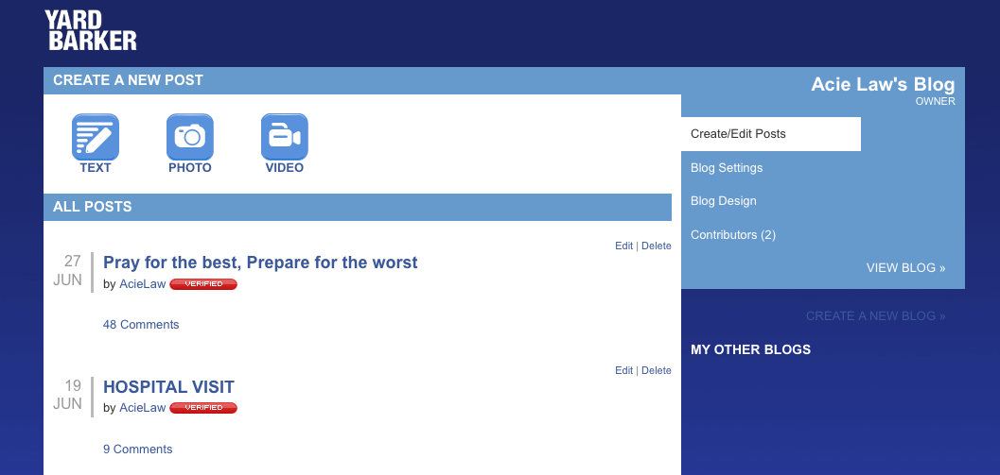 YARD
BARKER
CREATE A NEW POST
TEXT
PHOTO
VIDEO
ALL POSTS
Edit | Delete
27
JUN
Pray for the best, Prepare for the worst
by AcieLaw VERIFIED
48 Comments
Edit | Delete
19
JUN
HOSPITAL VISIT
by AcieLaw VERIFIED
9 Comments
Acie Law's Blog
OWNER
Create/Edit Posts
Blog Settings
Blog Design
Contributors (2)
VIEW BLOG »
CREATE A NEW BLOG »
MY OTHER BLOGS